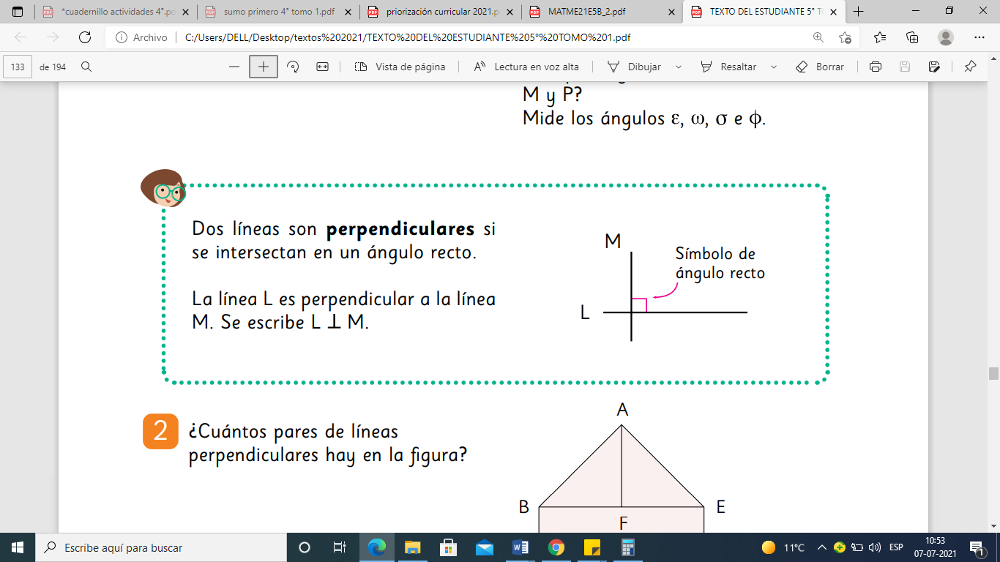 *cuadernillo actividades 4°.pd
sumo primero 4° tomo 1.pdf
priorización curricular 2021.p
MATME21E5B_2.pdf
TEXTO DEL ESTUDIANTE 5° T
Archivo
C:/Users/DELL/Desktop/textos%202021/TEXTO%20DEL%20ESTUDIANTE%205°%20TOMO%201.pdf
133 de 194
Vista de página
Lectura en voz alta
Dibujar
Resaltar
Borrar
M y P?
Mide los ángulos ε, ω, σ e ϕ.
Dos líneas son perpendiculares si
se intersectan en un ángulo recto.
La línea L es perpendicular a la línea
M. Se escribe L ⊥ M.
M
Símbolo de
ángulo recto
L
2
¿Cuántos pares de líneas
perpendiculares hay en la figura?
A
B
E
F
Escribe aquí para buscar
11°C
ESP
10:53
07-07-2021
1